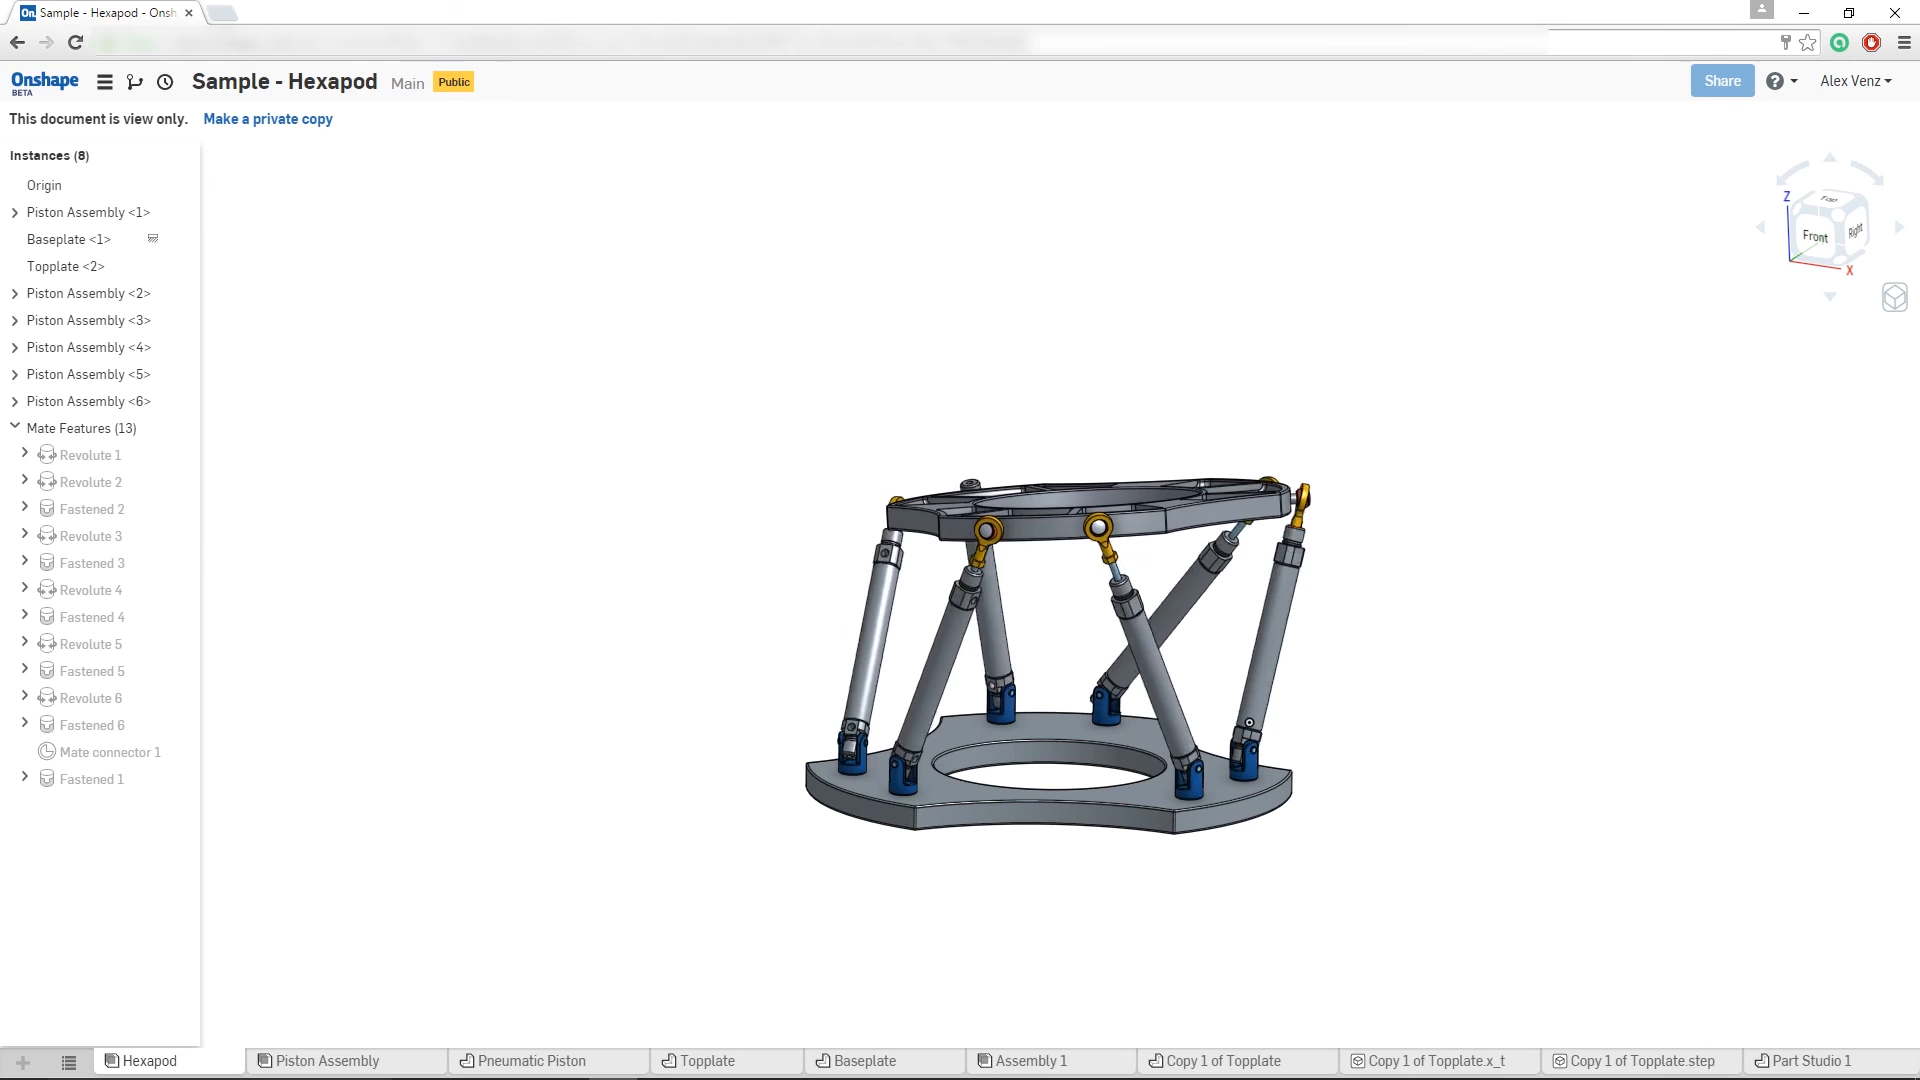 Sample - Hexapod - Onsh
Onshape
BETA
Sample - Hexapod Main Public
Share
Alex Venz
This document is view only. Make a private copy
Instances (8)
Origin
Piston Assembly <1>
Baseplate <1>
Topplate <2>
Piston Assembly <2>
Piston Assembly <3>
Piston Assembly <4>
Piston Assembly <5>
Piston Assembly <6>
Mate Features (13)
Revolute 1
Revolute 2
Fastened 2
Revolute 3
Fastened 3
Revolute 4
Fastened 4
Revolute 5
Fastened 5
Revolute 6
Fastened 6
Mate connector 1
Fastened 1
Z
Top
Front
Right
X
Hexapod
Piston Assembly
Pneumatic Piston
Topplate
Baseplate
Assembly 1
Copy 1 of Topplate
Copy 1 of Topplate.x_t
Copy 1 of Topplate.step
Part Studio 1